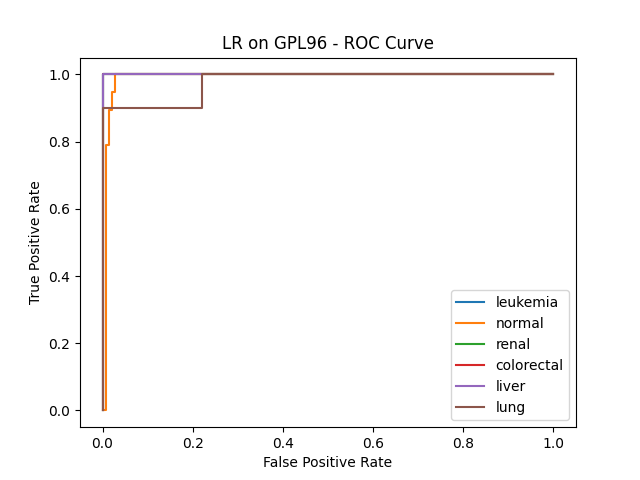 LR on GPL96 - ROC Curve
True Positive Rate
1.0
0.8
0.6
0.4
0.2
0.0
leukemia
normal
renal
colorectal
liver
lung
0.0 0.2 0.4 0.6 0.8 1.0
False Positive Rate